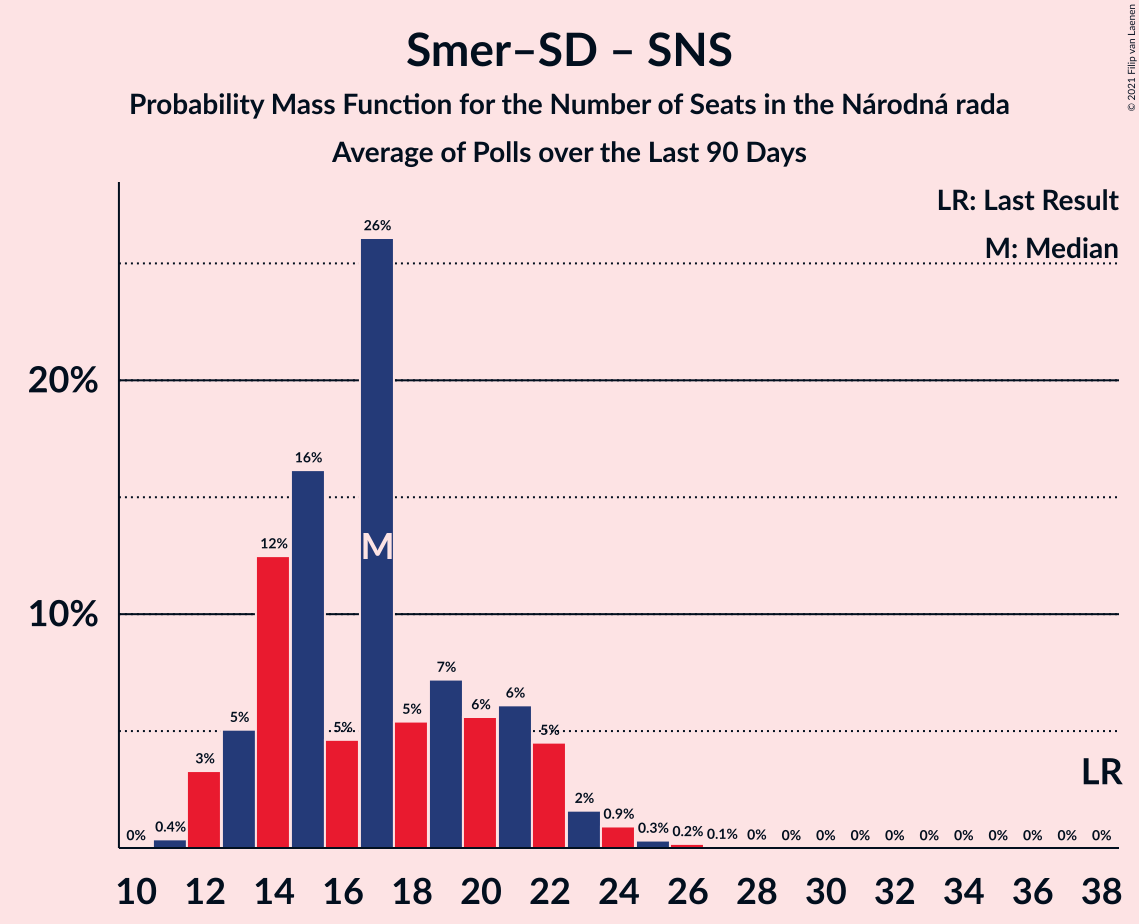 Smer–SD – SNS
Probability Mass Function for the Number of Seats in the Národná rada
Average of Polls over the Last 90 Days
© 2021 Filip van Laenen
LR: Last Result
M: Median
26%
20%
16%
12%
M
10%
7%
6%
6%
5%
5%
5%
5%
3%
LR
2%
0.9%
0% 0.4% 0.3% 0.2% 0.1% 0% 0% 0% 0% 0% 0% 0% 0% 0% 0% 0%
10 12 14 16 18 20 22 24 26 28 30 32 34 36 38